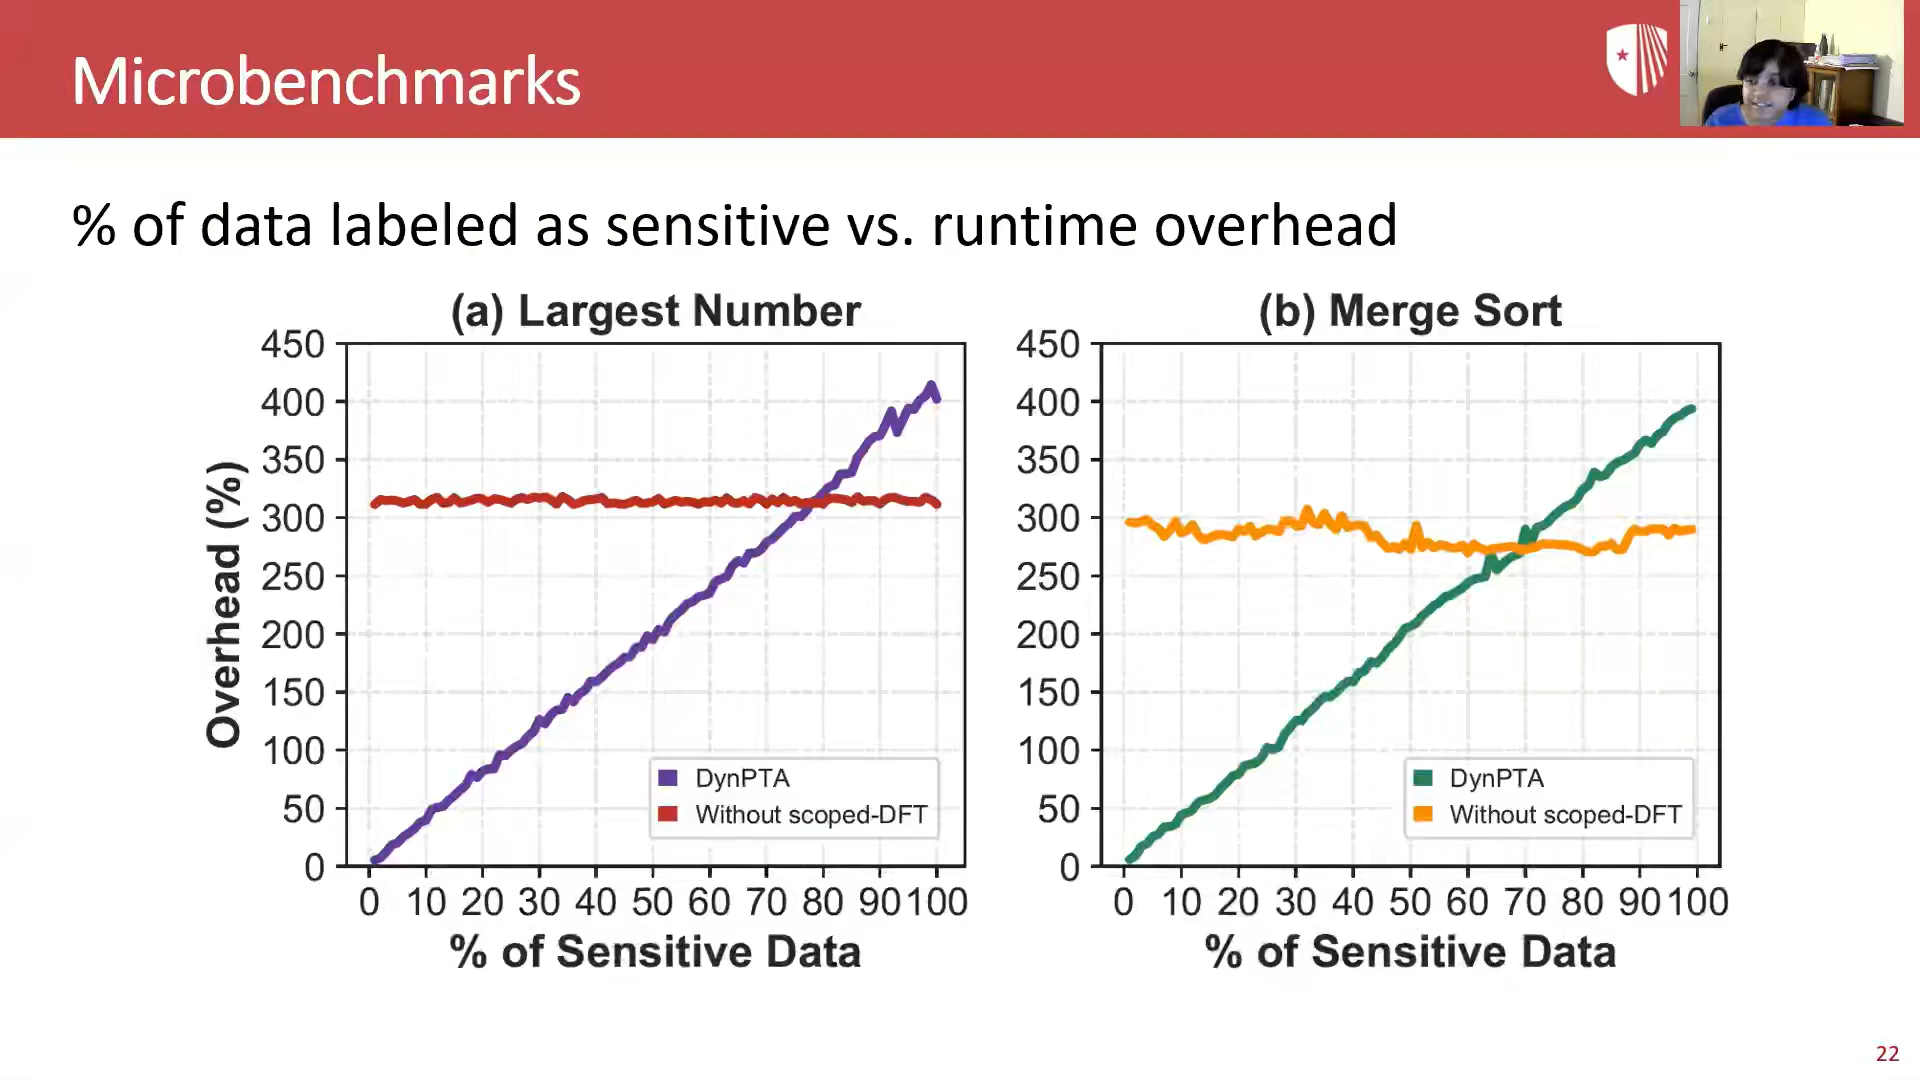 Microbenchmarks
% of data labeled as sensitive vs. runtime overhead
(a) Largest Number
450
400
350
300
250
200
150
100
50
0
Overhead (%)
DynPTA
Without scoped-DFT
0 10 20 30 40 50 60 70 80 90 100
% of Sensitive Data
(b) Merge Sort
450
400
350
300
250
200
150
100
50
0
DynPTA
Without scoped-DFT
0 10 20 30 40 50 60 70 80 90 100
% of Sensitive Data
22